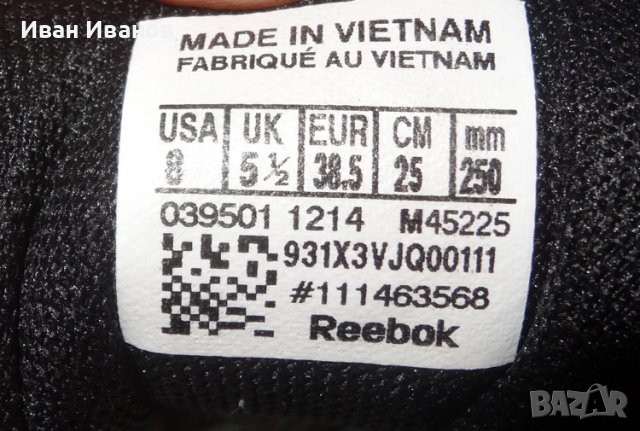 Иван Иванов
MADE IN VIETNAM
FABRIQUÉ AU VIETNAM
USA UK EUR CM mm
8 5 ½ 38.5 25 250
039501 1214 M45225
931X3VJQ00111
#111463568
Reebok
BAZAR